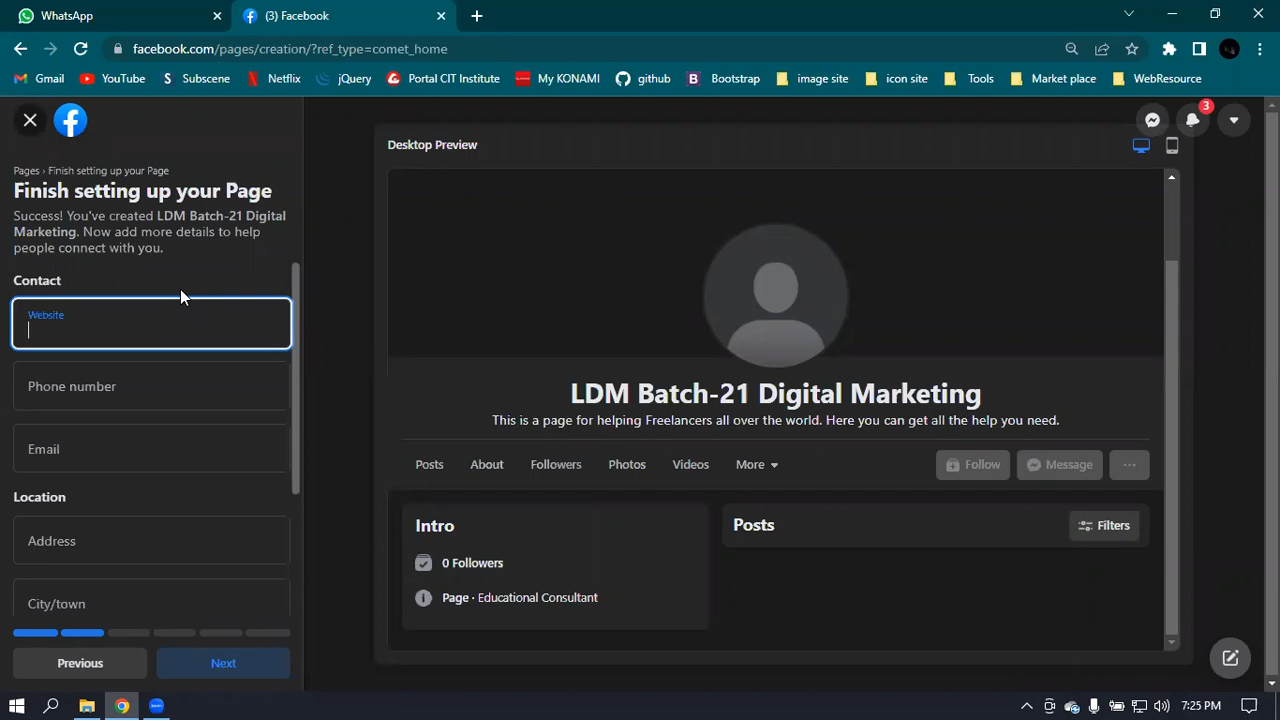 WhatsApp
(3) Facebook
facebook.com/pages/creation/?ref_type=comet_home
Gmail
YouTube
Subscene
Netflix
jQuery
Portal CIT Institute
My KONAMI
github
Bootstrap
image site
icon site
Tools
Market place
WebResource
3
Pages › Finish setting up your Page
Finish setting up your Page
Success! You've created LDM Batch-21 Digital
Marketing. Now add more details to help
people connect with you.
Contact
Website
Phone number
Email
Location
Address
City/town
Previous
Next
Desktop Preview
LDM Batch-21 Digital Marketing
This is a page for helping Freelancers all over the world. Here you can get all the help you need.
Posts
About
Followers
Photos
Videos
More
Follow
Message
Intro
0 Followers
Page · Educational Consultant
Posts
Filters
7:25 PM